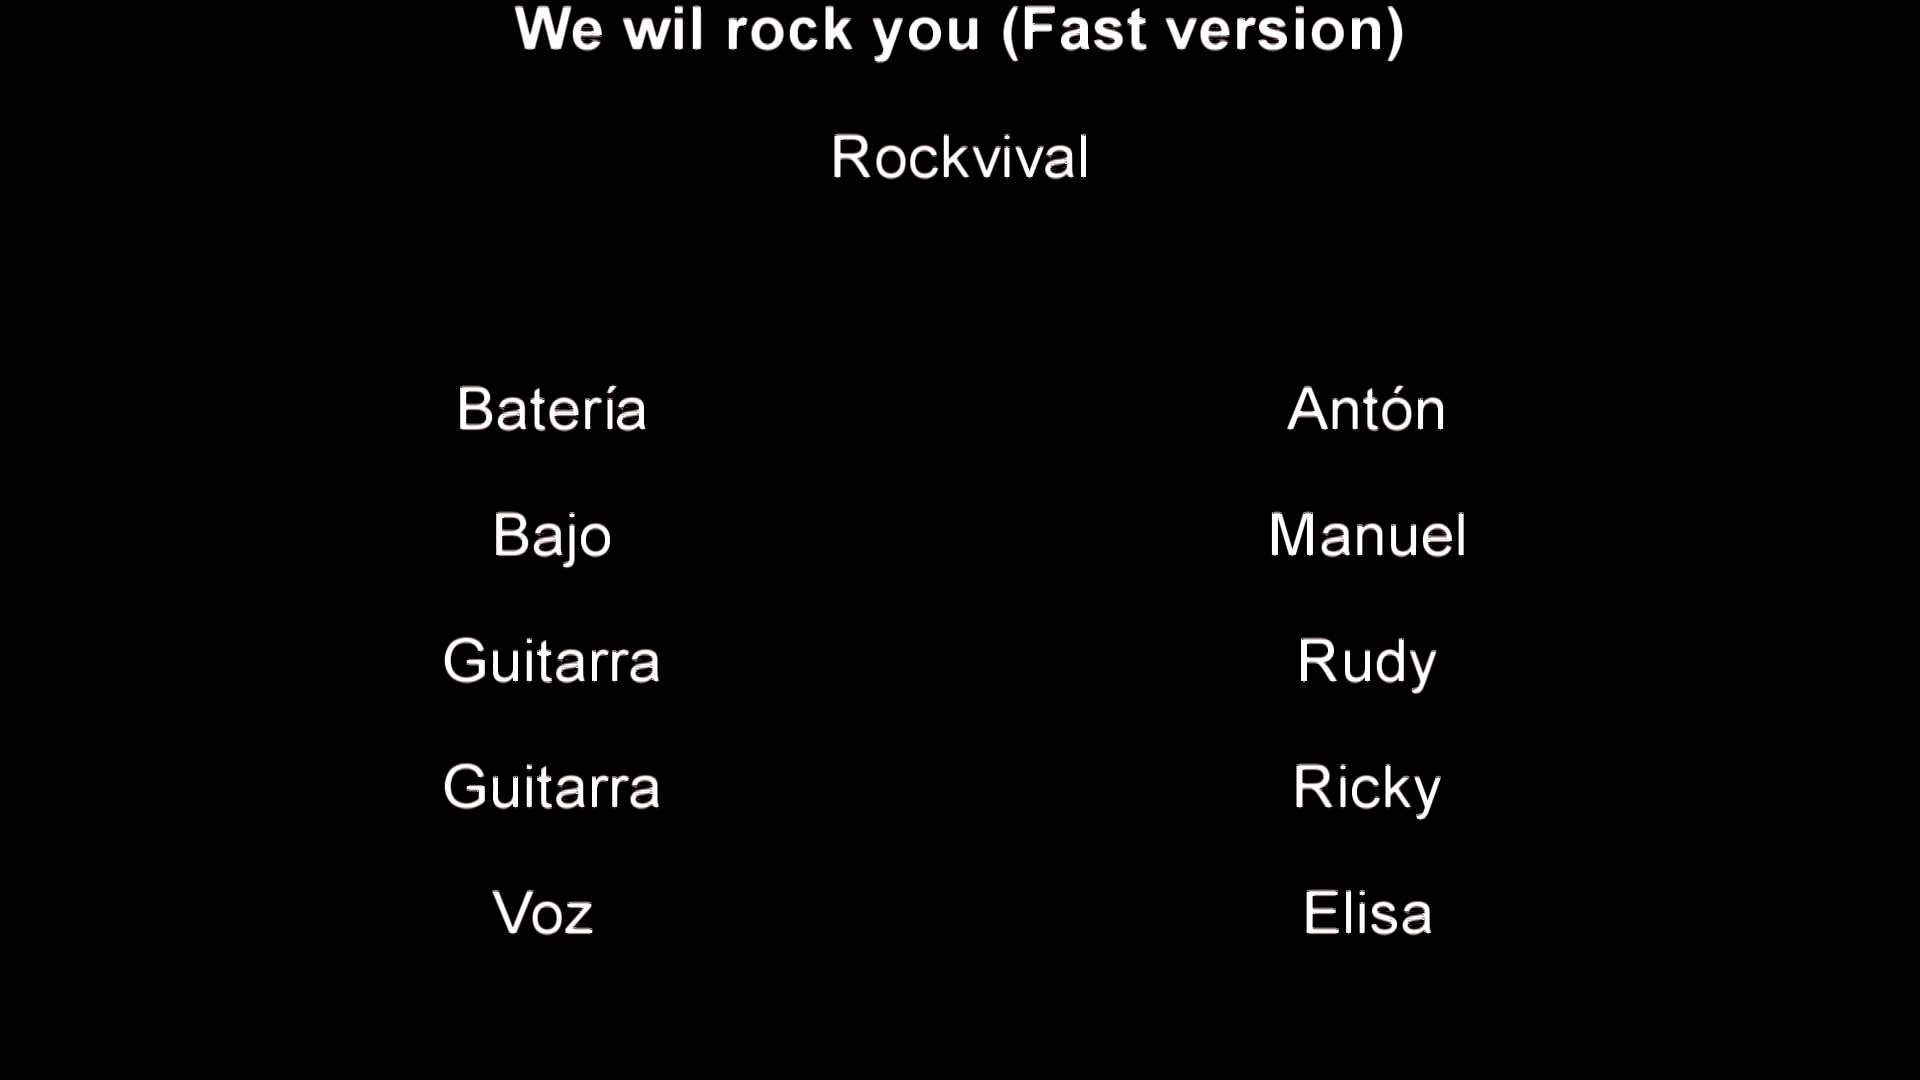 We wil rock you (Fast version)
Rockvival
Batería Antón
Bajo Manuel
Guitarra Rudy
Guitarra Ricky
Voz Elisa